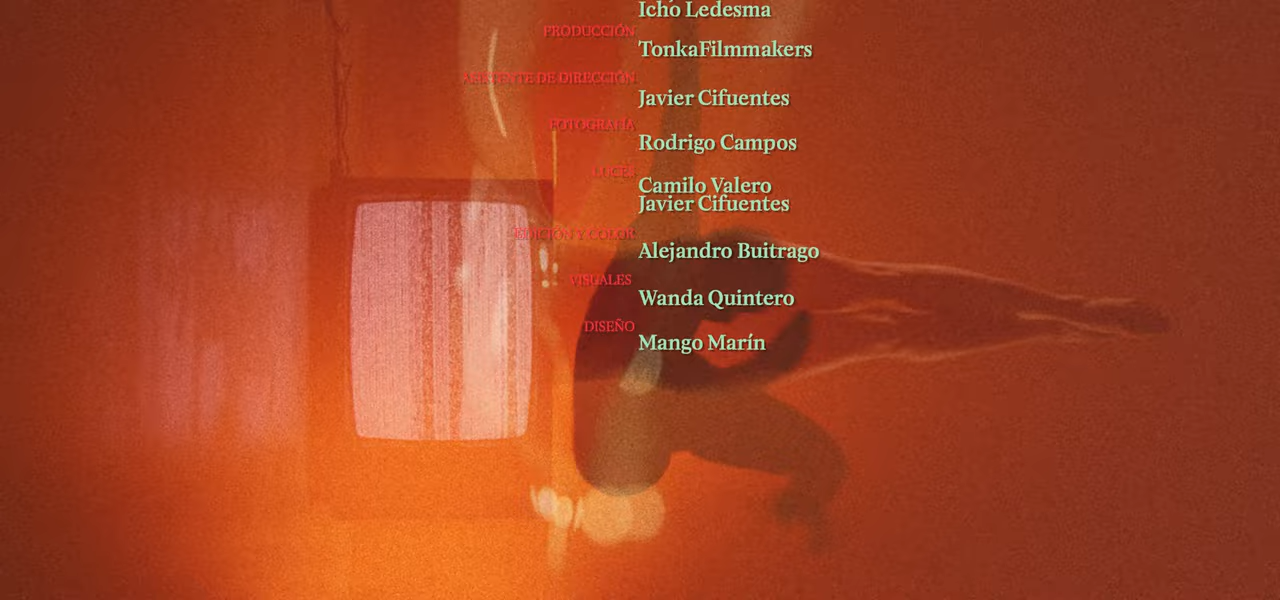 Icho Ledesma
PRODUCCIÓN
TonkaFilmmakers
ASISTENTE DE DIRECCIÓN
Javier Cifuentes
FOTOGRAFÍA
Rodrigo Campos
LUCES
Camilo Valero
Javier Cifuentes
EDICIÓN Y COLOR
Alejandro Buitrago
VISUALES
Wanda Quintero
DISEÑO
Mango Marín